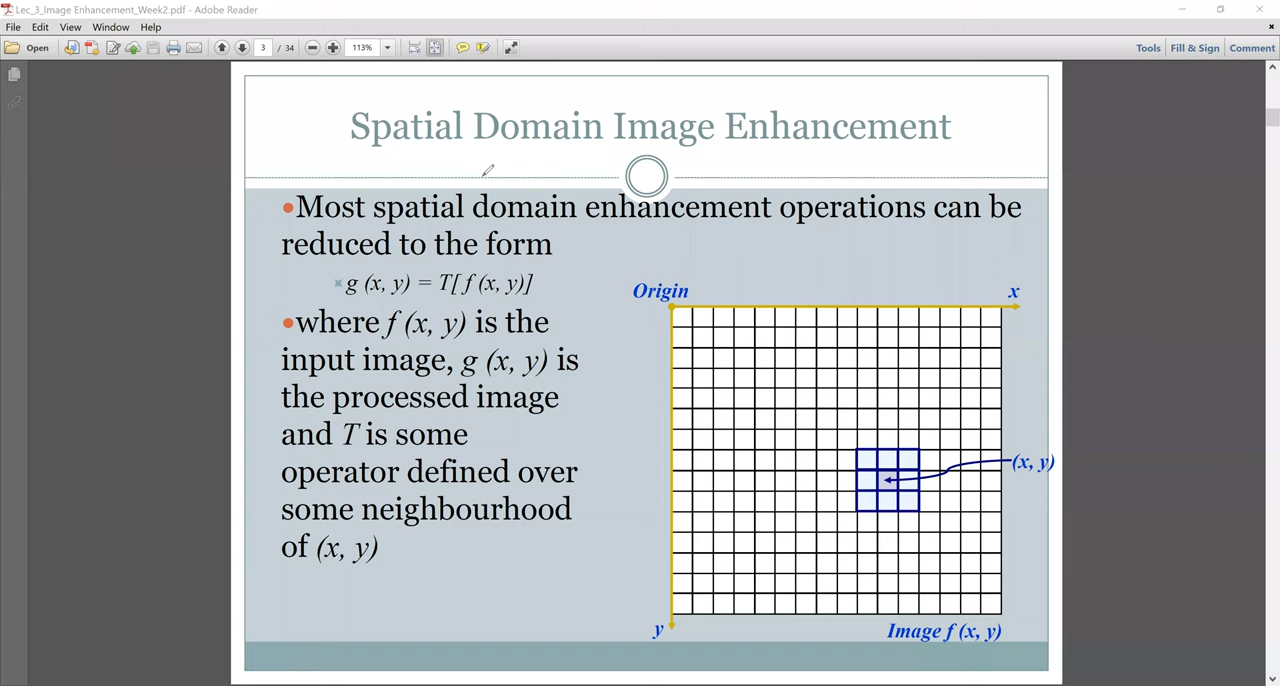 Lec_3_Image Enhancement_Week2.pdf - Adobe Reader
File Edit View Window Help
Open 3 / 34 113% Tools Fill & Sign Comment
Spatial Domain Image Enhancement
•Most spatial domain enhancement operations can be
reduced to the form
g (x, y) = T[ f (x, y)]
•where f (x, y) is the
input image, g (x, y) is
the processed image
and T is some
operator defined over
some neighbourhood
of (x, y)
Origin x
(x, y)
y
Image f (x, y)